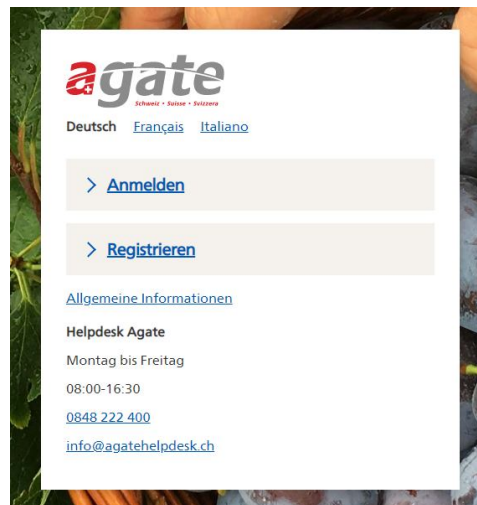 agate
Schweiz • Suisse • Svizzera
Deutsch Français Italiano
Anmelden
Registrieren
Allgemeine Informationen
Helpdesk Agate
Montag bis Freitag
08:00-16:30
0848 222 400
info@agatehelpdesk.ch